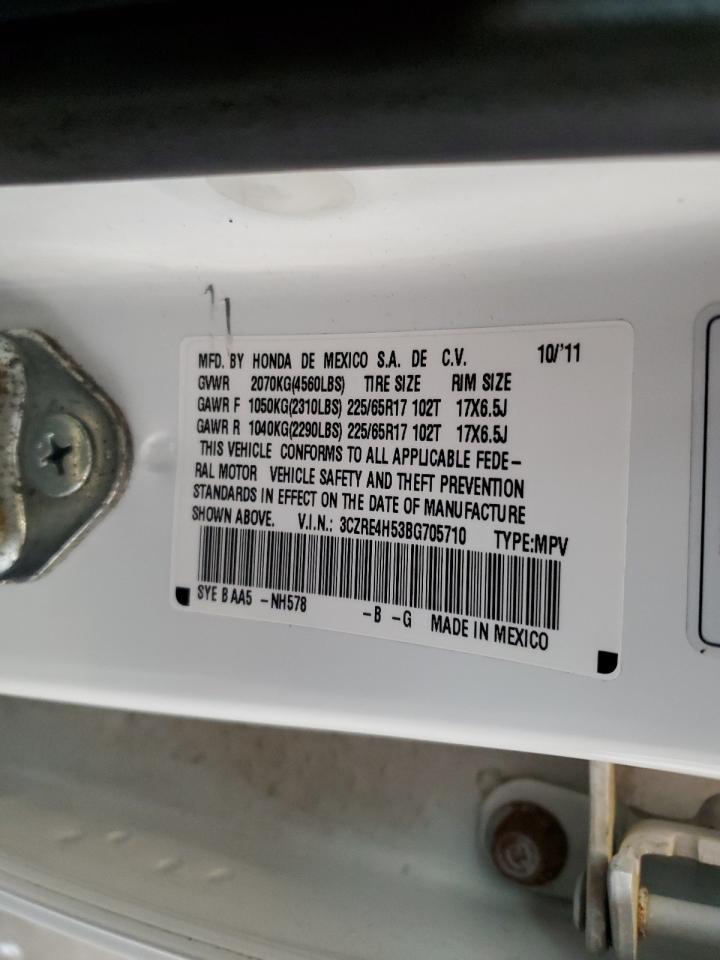 MFD. BY HONDA DE MEXICO S.A. DE C.V. 10/'11
GVWR 2070KG(4560LBS) TIRE SIZE RIM SIZE
GAWR F 1050KG(2310LBS) 225/65R17 102T 17X6.5J
GAWR R 1040KG(2290LBS) 225/65R17 102T 17X6.5J
THIS VEHICLE CONFORMS TO ALL APPLICABLE FEDE-
RAL MOTOR VEHICLE SAFETY AND THEFT PREVENTION
STANDARDS IN EFFECT ON THE DATE OF MANUFACTURE
SHOWN ABOVE. V.I.N.: 3CZRE4H53BG705710 TYPE:MPV
SYE B AA5 -NH578 -B -G MADE IN MEXICO